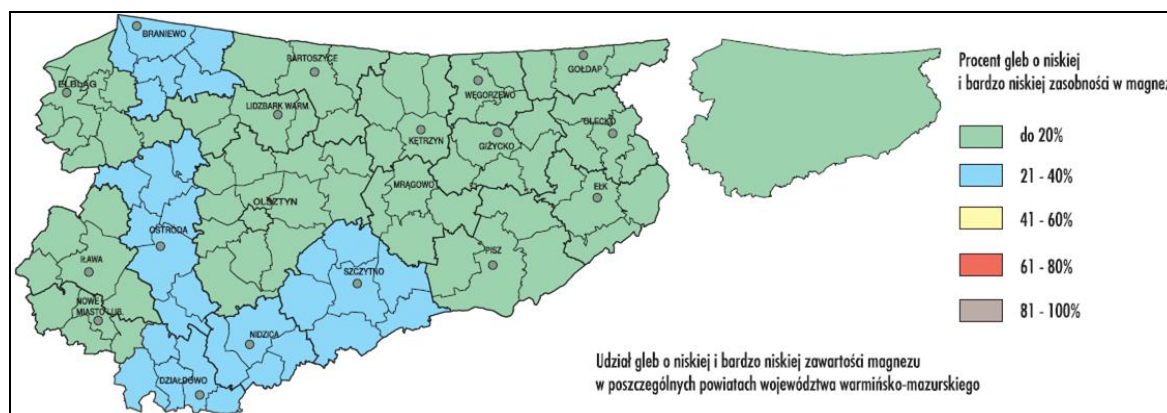 BRANIEWO
BARTOSZYCE
GOŁDAP
ELBLĄG
WĘGORZEWO
LIDZBARK WARM.
OLECKO
KĘTRZYN
GIŻYCKO
MRĄGOWO
EŁK
OLSZTYN
OSTRÓDA
PISZ
IŁAWA
SZCZYTNO
NOWE
MIASTO LUB.
NIDZICA
DZIAŁDOWO
Procent gleb o niskiej
i bardzo niskiej zasobności w magnez
do 20%
21 - 40%
41 - 60%
61 - 80%
81 - 100%
Udział gleb o niskiej i bardzo niskiej zawartości magnezu
w poszczególnych powiatach województwa warmińsko-mazurskiego